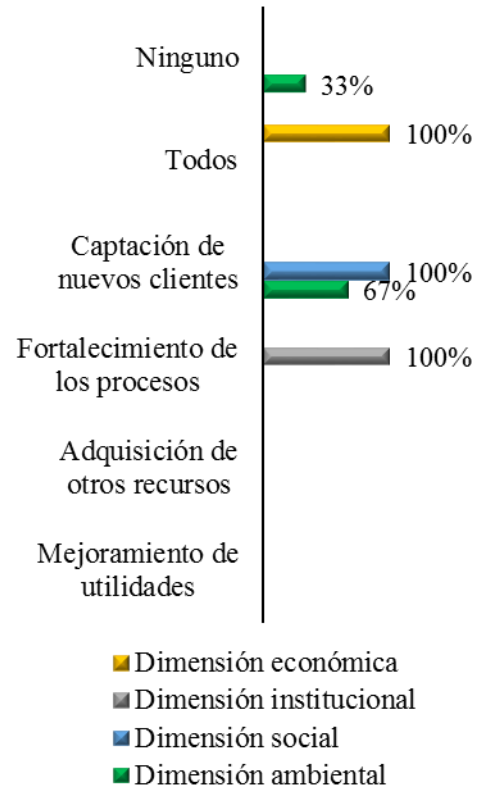 Ninguno
33%
100%
Todos
Captación de
nuevos clientes
100%
67%
Fortalecimiento de
los procesos
100%
Adquisición de
otros recursos
Mejoramiento de
utilidades
Dimensión económica
Dimensión institucional
Dimensión social
Dimensión ambiental